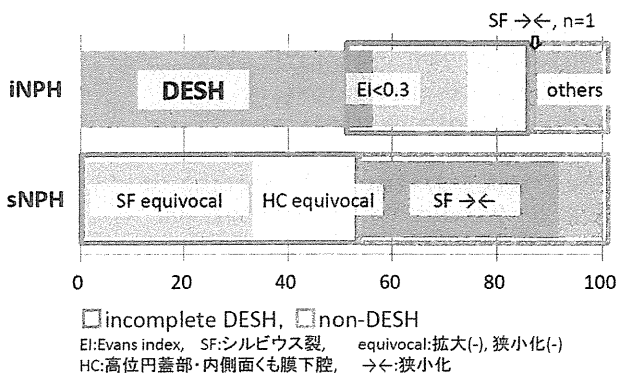 SF →←, n=1
iNPH
DESH
Ei<0.3
others
sNPH
SF equivocal
HC equivocal
SF →←
0 20 40 60 80 100
□incomplete DESH, □non-DESH
EI:Evans index, SF:シルビウス裂, equivocal:拡大(-), 狭小化(-)
HC:高位円蓋部・内側面くも膜下腔, →←:狭小化